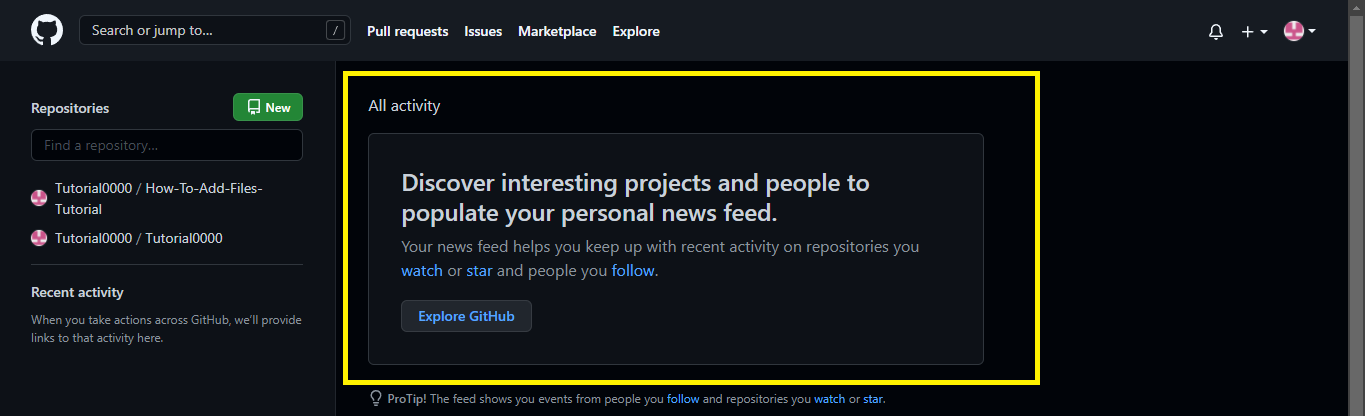 Search or jump to...
/
Pull requests
Issues
Marketplace
Explore
Repositories
New
Find a repository...
Tutorial0000 / How-To-Add-Files-
Tutorial
Tutorial0000 / Tutorial0000
Recent activity
When you take actions across GitHub, we'll provide
links to that activity here.
All activity
Discover interesting projects and people to
populate your personal news feed.
Your news feed helps you keep up with recent activity on repositories you
watch or star and people you follow.
Explore GitHub
ProTip! The feed shows you events from people you follow and repositories you watch or star.